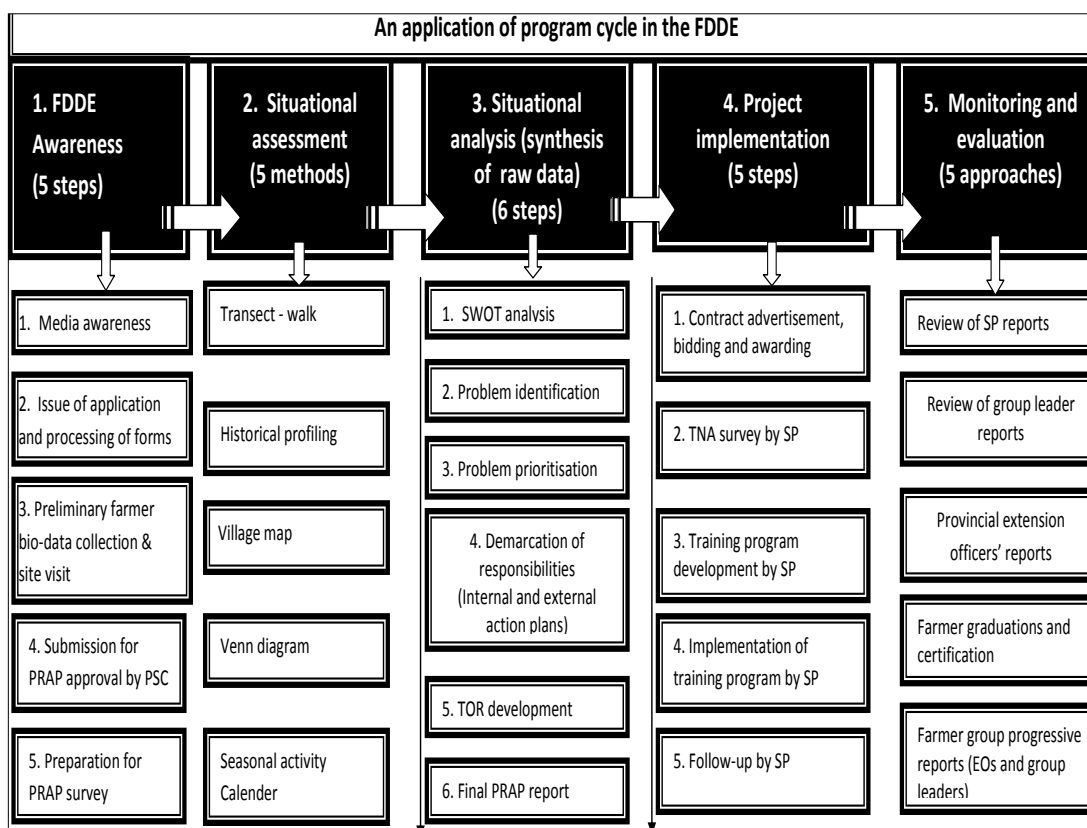 An application of program cycle in the FDDE
1. FDDE
Awareness
(5 steps)
2. Situational
assessment
(5 methods)
3. Situational
analysis (synthesis
of raw data)
(6 steps)
4. Project
implementation
(5 steps)
5. Monitoring and
evaluation
(5 approaches)
1. Media awareness
2. Issue of application
and processing of forms
3. Preliminary farmer
bio-data collection &
site visit
4. Submission for
PRAP approval by PSC
5. Preparation for
PRAP survey
Transect - walk
Historical profiling
Village map
Venn diagram
Seasonal activity
Calender
1. SWOT analysis
2. Problem identification
3. Problem prioritisation
4. Demarcation of
responsibilities
(Internal and external
action plans)
5. TOR development
6. Final PRAP report
1. Contract advertisement,
bidding and awarding
2. TNA survey by SP
3. Training program
development by SP
4. Implementation of
training program by SP
5. Follow-up by SP
Review of SP reports
Review of group leader
reports
Provincial extension
officers' reports
Farmer graduations and
certification
Farmer group progressive
reports (EOs and group
leaders)